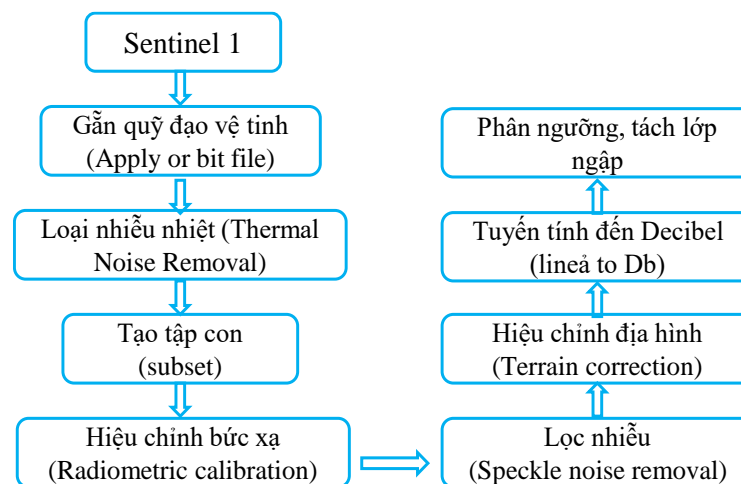 Sentinel 1
Gẵn quỹ đạo vệ tinh
(Apply or bit file)
Loại nhiễu nhiệt (Thermal
Noise Removal)
Tạo tập con
(subset)
Hiệu chỉnh bức xạ
(Radiometric calibration)
Lọc nhiễu
(Speckle noise removal)
Hiệu chỉnh địa hình
(Terrain correction)
Tuyến tính đến Decibel
(lineả to Db)
Phân ngưỡng, tách lớp
ngập